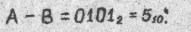 A - B = 0101₂ = 5₁₀.